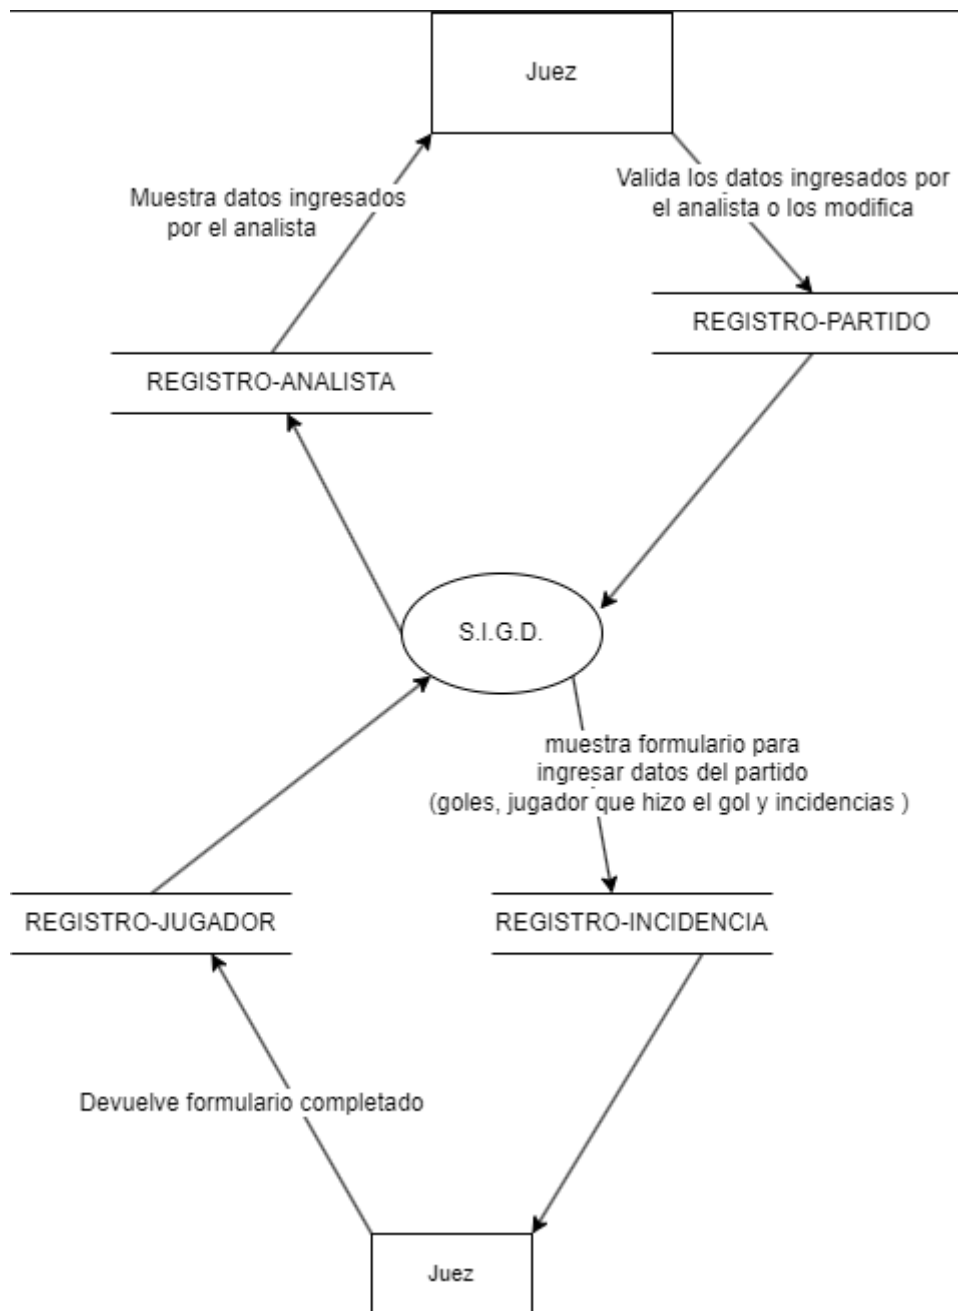 Juez
Muestra datos ingresados
por el analista
Valida los datos ingresados por
el analista o los modifica
REGISTRO-PARTIDO
REGISTRO-ANALISTA
S.I.G.D.
muestra formulario para
ingresar datos del partido
(goles, jugador que hizo el gol y incidencias )
REGISTRO-JUGADOR
REGISTRO-INCIDENCIA
Devuelve formulario completado
Juez